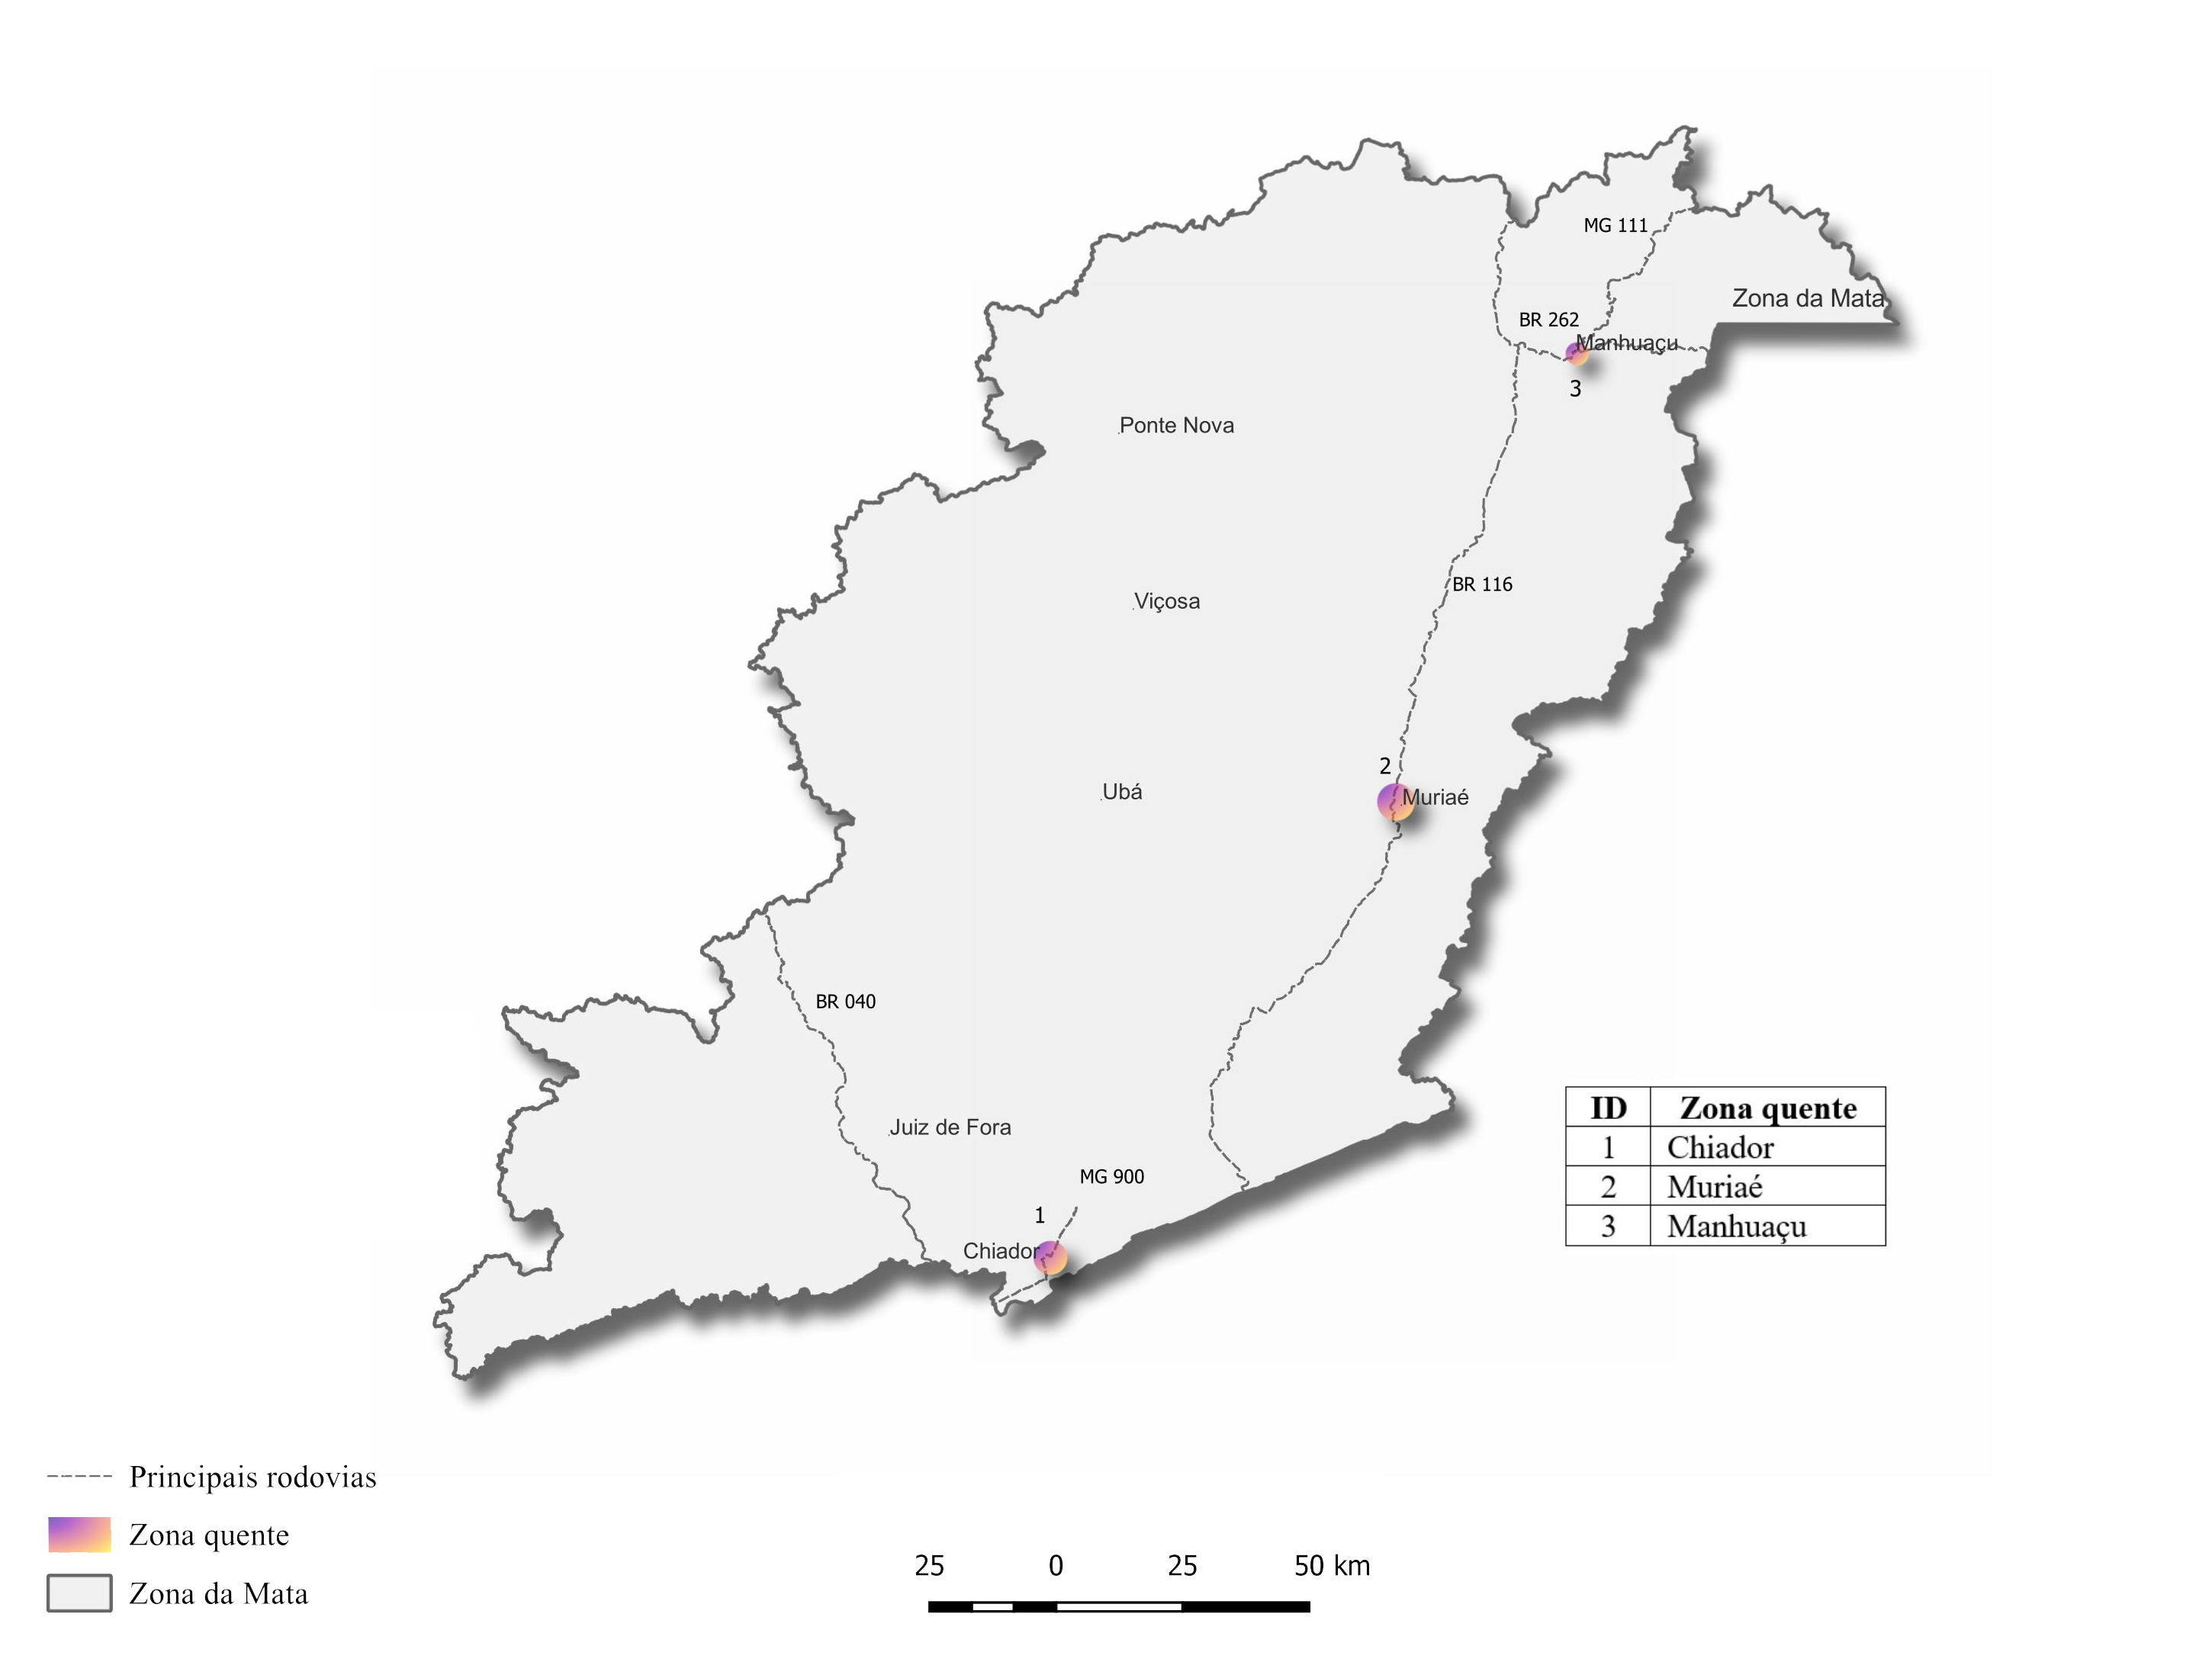 MG 111
Zona da Mata
BR 262
Manhuaçu
3
Ponte Nova
BR 116
Viçosa
2
Ubá
Muriaé
BR 040
Juiz de Fora
MG 900
1
Chiador
ID Zona quente
1 Chiador
2 Muriaé
3 Manhuaçu
Principais rodovias
Zona quente
Zona da Mata
25 0 25 50 km